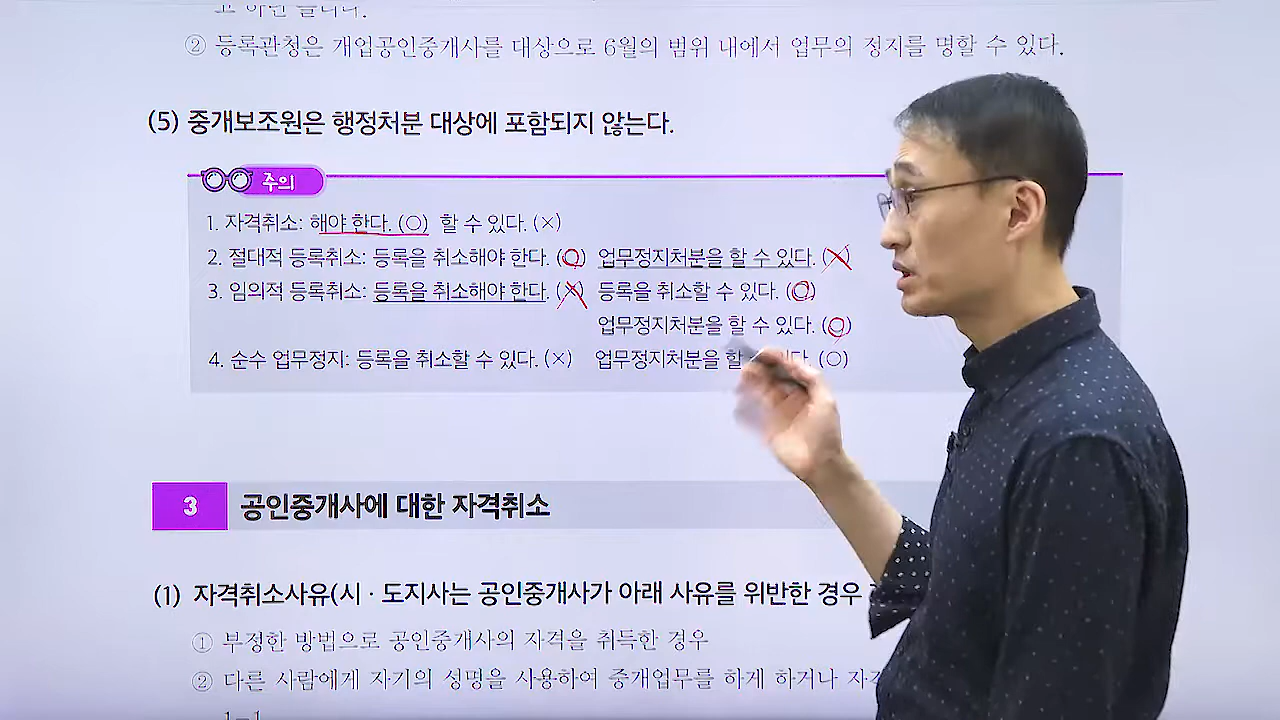 고 하면 틀린다.
② 등록관청은 개업공인중개사를 대상으로 6월의 범위 내에서 업무의 정지를 명할 수 있다.
(5) 중개보조원은 행정처분 대상에 포함되지 않는다.
주의
1. 자격취소: 해야 한다. (○) 할 수 있다. (×)
2. 절대적 등록취소: 등록을 취소해야 한다. (○) 업무정지처분을 할 수 있다. (×)
3. 임의적 등록취소: 등록을 취소해야 한다. (×) 등록을 취소할 수 있다. (○)
업무정지처분을 할 수 있다. (○)
4. 순수 업무정지: 등록을 취소할 수 있다. (×) 업무정지처분을 할 수 있다. (○)
3 공인중개사에 대한 자격취소
(1) 자격취소사유(시·도지사는 공인중개사가 아래 사유를 위반한 경우
① 부정한 방법으로 공인중개사의 자격을 취득한 경우
② 다른 사람에게 자기의 성명을 사용하여 중개업무를 하게 하거나